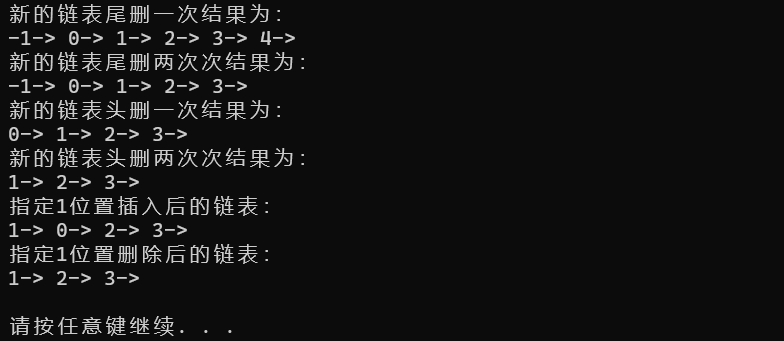 新的链表尾删一次结果为:
-1-> 0-> 1-> 2-> 3-> 4->
新的链表尾删两次次结果为:
-1-> 0-> 1-> 2-> 3->
新的链表头删一次结果为:
0-> 1-> 2-> 3->
新的链表头删两次次结果为:
1-> 2-> 3->
指定1位置插入后的链表:
1-> 0-> 2-> 3->
指定1位置删除后的链表:
1-> 2-> 3->
请按任意键继续. . .